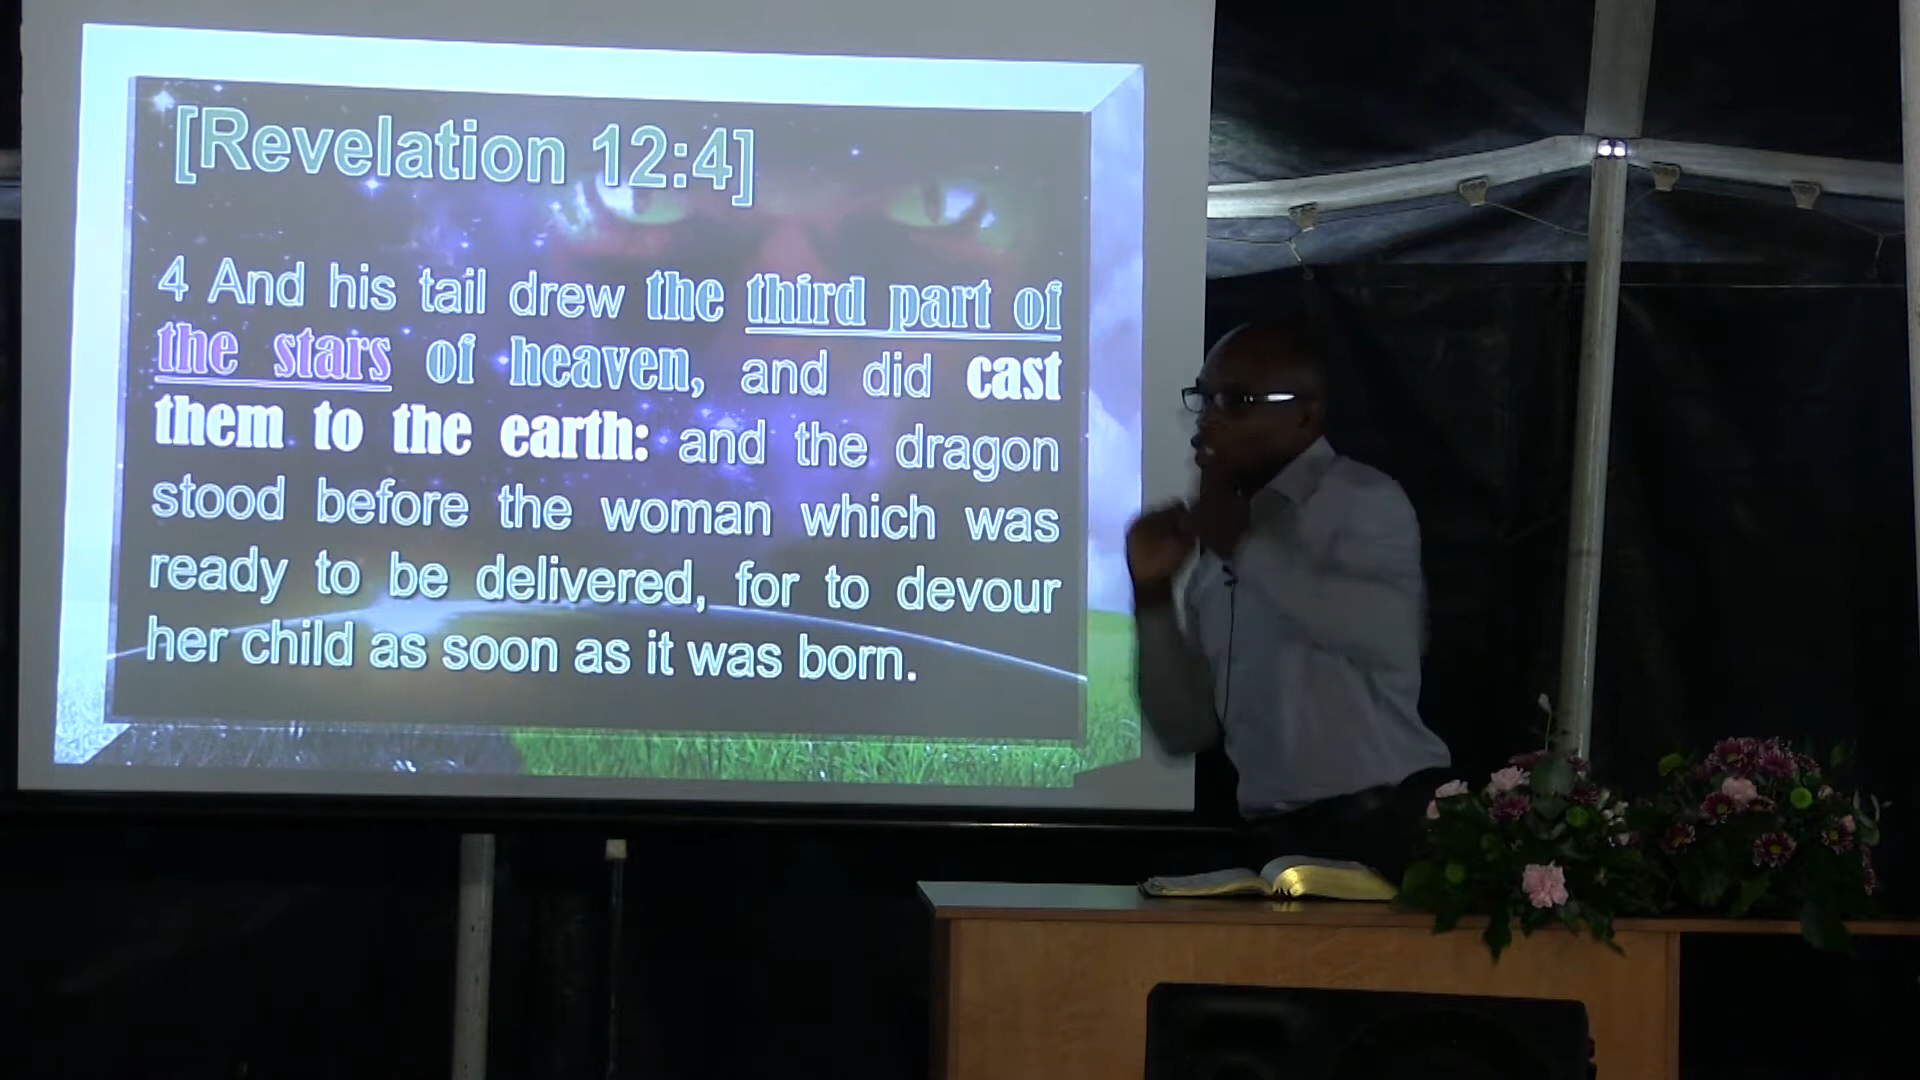 [Revelation 12:4]
4 And his tail drew the third part of
the stars of heaven, and did cast
them to the earth: and the dragon
stood before the woman which was
ready to be delivered, for to devour
her child as soon as it was born.